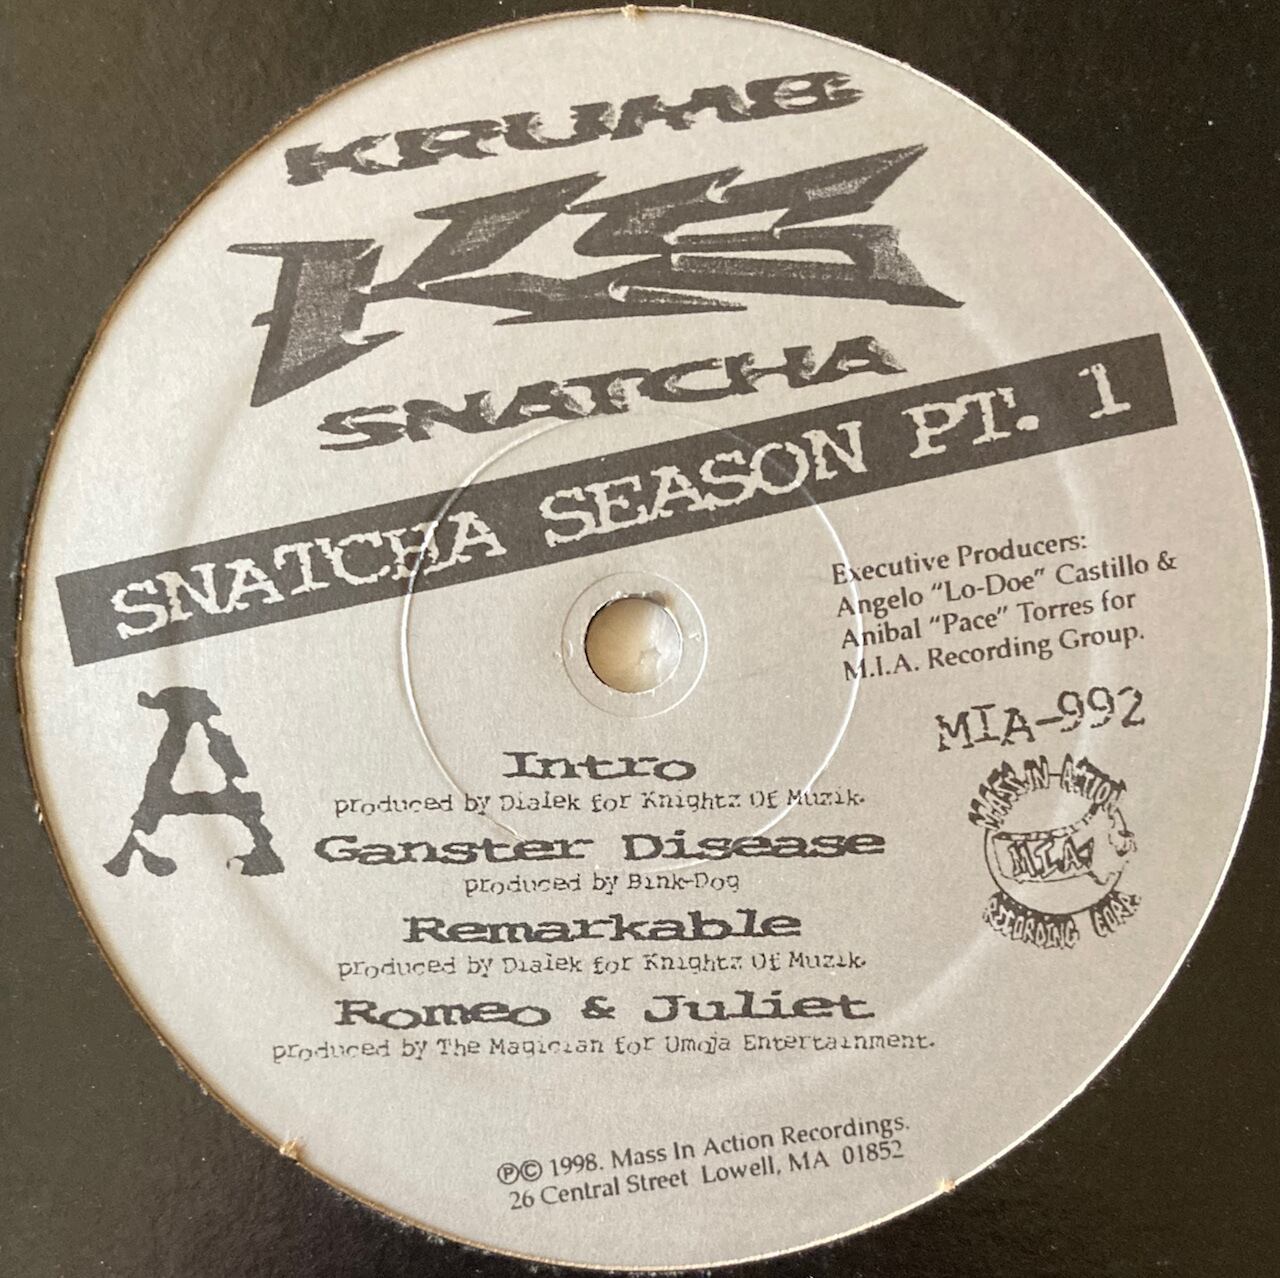 KRUMB
KS
SNATCHA
SNATCHA SEASON PT. 1
Executive Producers:
Angelo "Lo-Doe" Castillo &
Anibal "Pace" Torres for
M.I.A. Recording Group.
MIA-992
MASS-IN-ACTION
M.I.A.
RECORDING CORP.
A
Intro
produced by Dialek for Knightz Of Muzik.
Ganster Disease
produced by Bink-Dog
Remarkable
produced by Dialek for Knightz Of Muzik.
Romeo & Juliet
produced by The Magician for Umoja Entertainment.
℗© 1998. Mass In Action Recordings.
26 Central Street Lowell, MA 01852